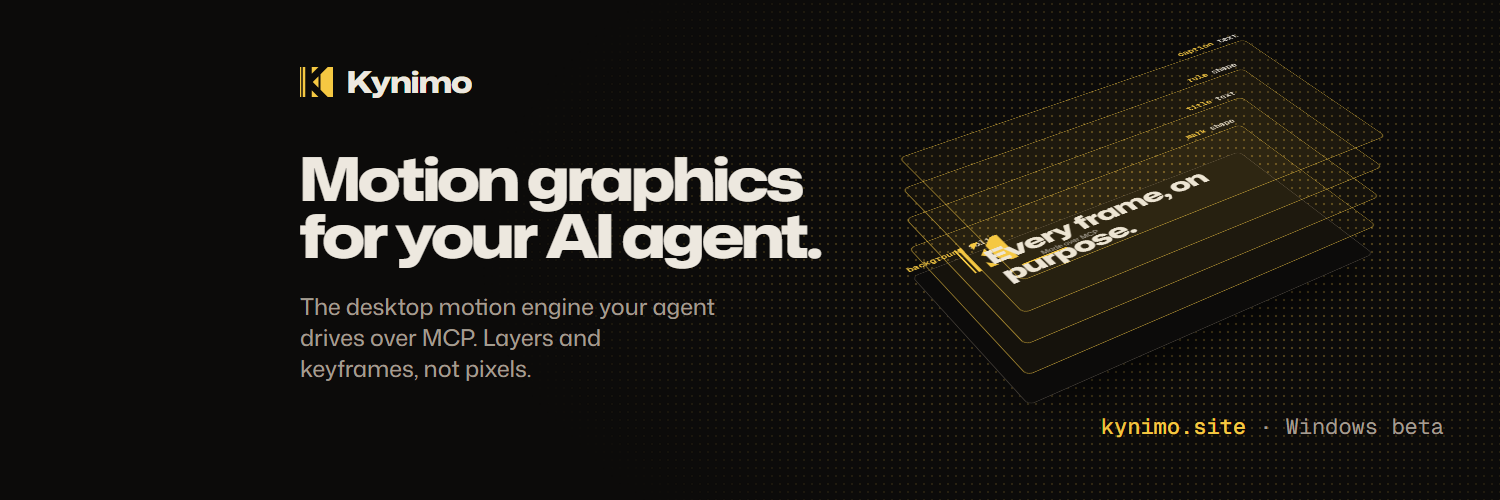 Kynimo
Motion graphics
for your AI agent.
The desktop motion engine your agent
drives over MCP. Layers and
keyframes, not pixels.
caption text
rule shape
title text
mark shape
Every frame, on
purpose.
background
kynimo.site · Windows beta